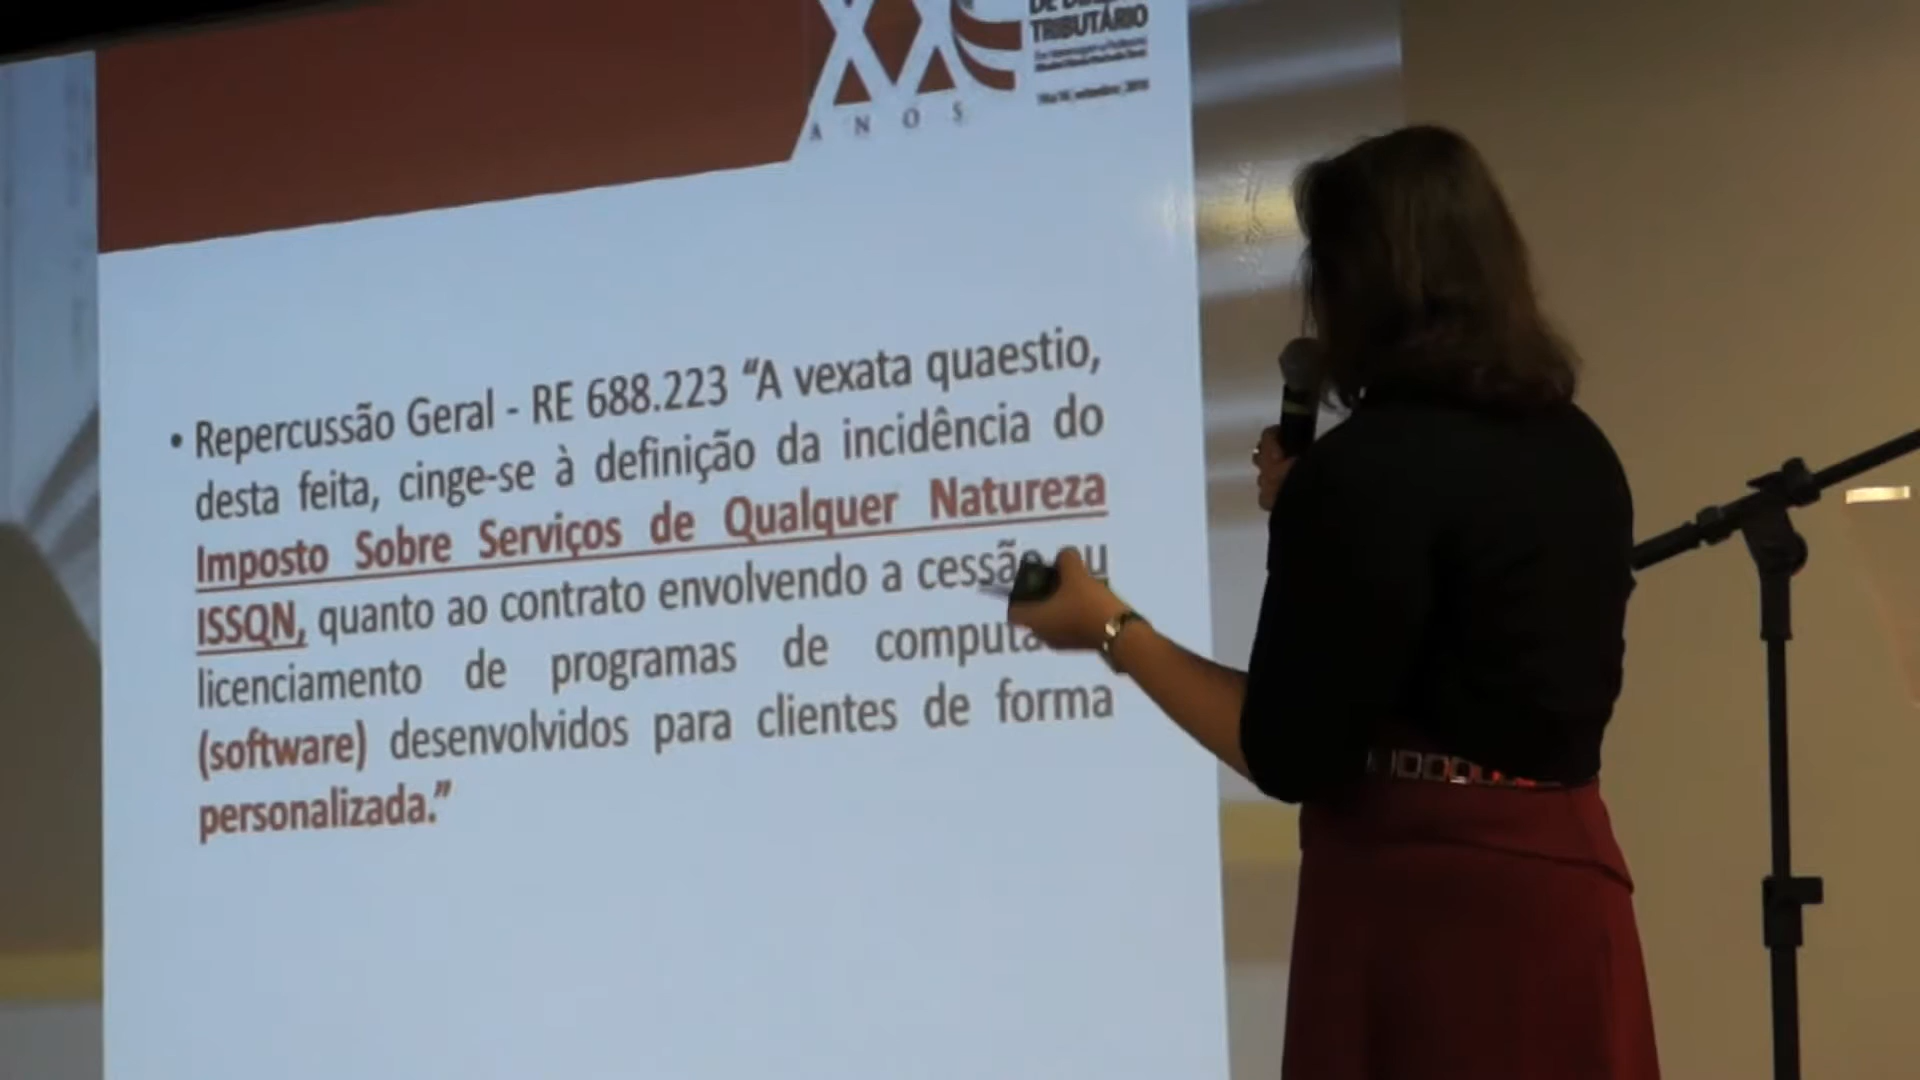 TRIBUTÁRIO
ANOS
• Repercussão Geral - RE 688.223 “A vexata quaestio,
desta feita, cinge-se à definição da incidência do
Imposto Sobre Serviços de Qualquer Natureza
ISSQN, quanto ao contrato envolvendo a cessão ou
licenciamento de programas de
(software) desenvolvidos para clientes de forma
personalizada.”